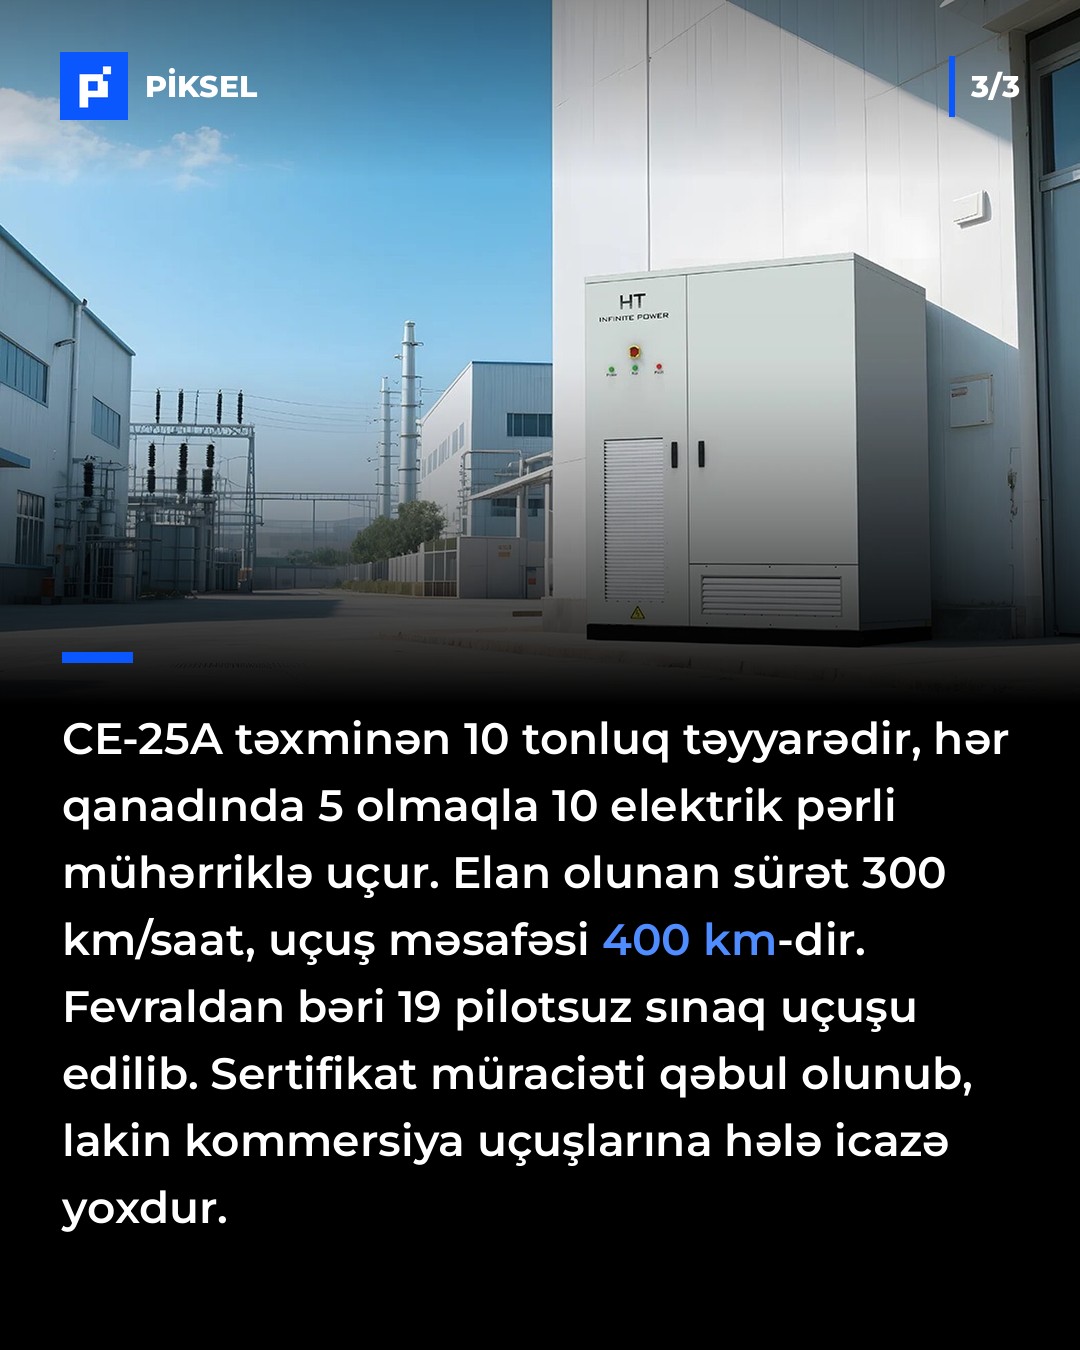 PİKSEL
3/3
HT
INFINITE POWER
CE-25A təxminən 10 tonluq təyyarədir, hər
qanadında 5 olmaqla 10 elektrik pərli
mühərriklə uçur. Elan olunan sürət 300
km/saat, uçuş məsafəsi 400 km-dir.
Fevraldan bəri 19 pilotsuz sınaq uçuşu
edilib. Sertifikat müraciəti qəbul olunub,
lakin kommersiya uçuşlarına hələ icazə
yoxdur.